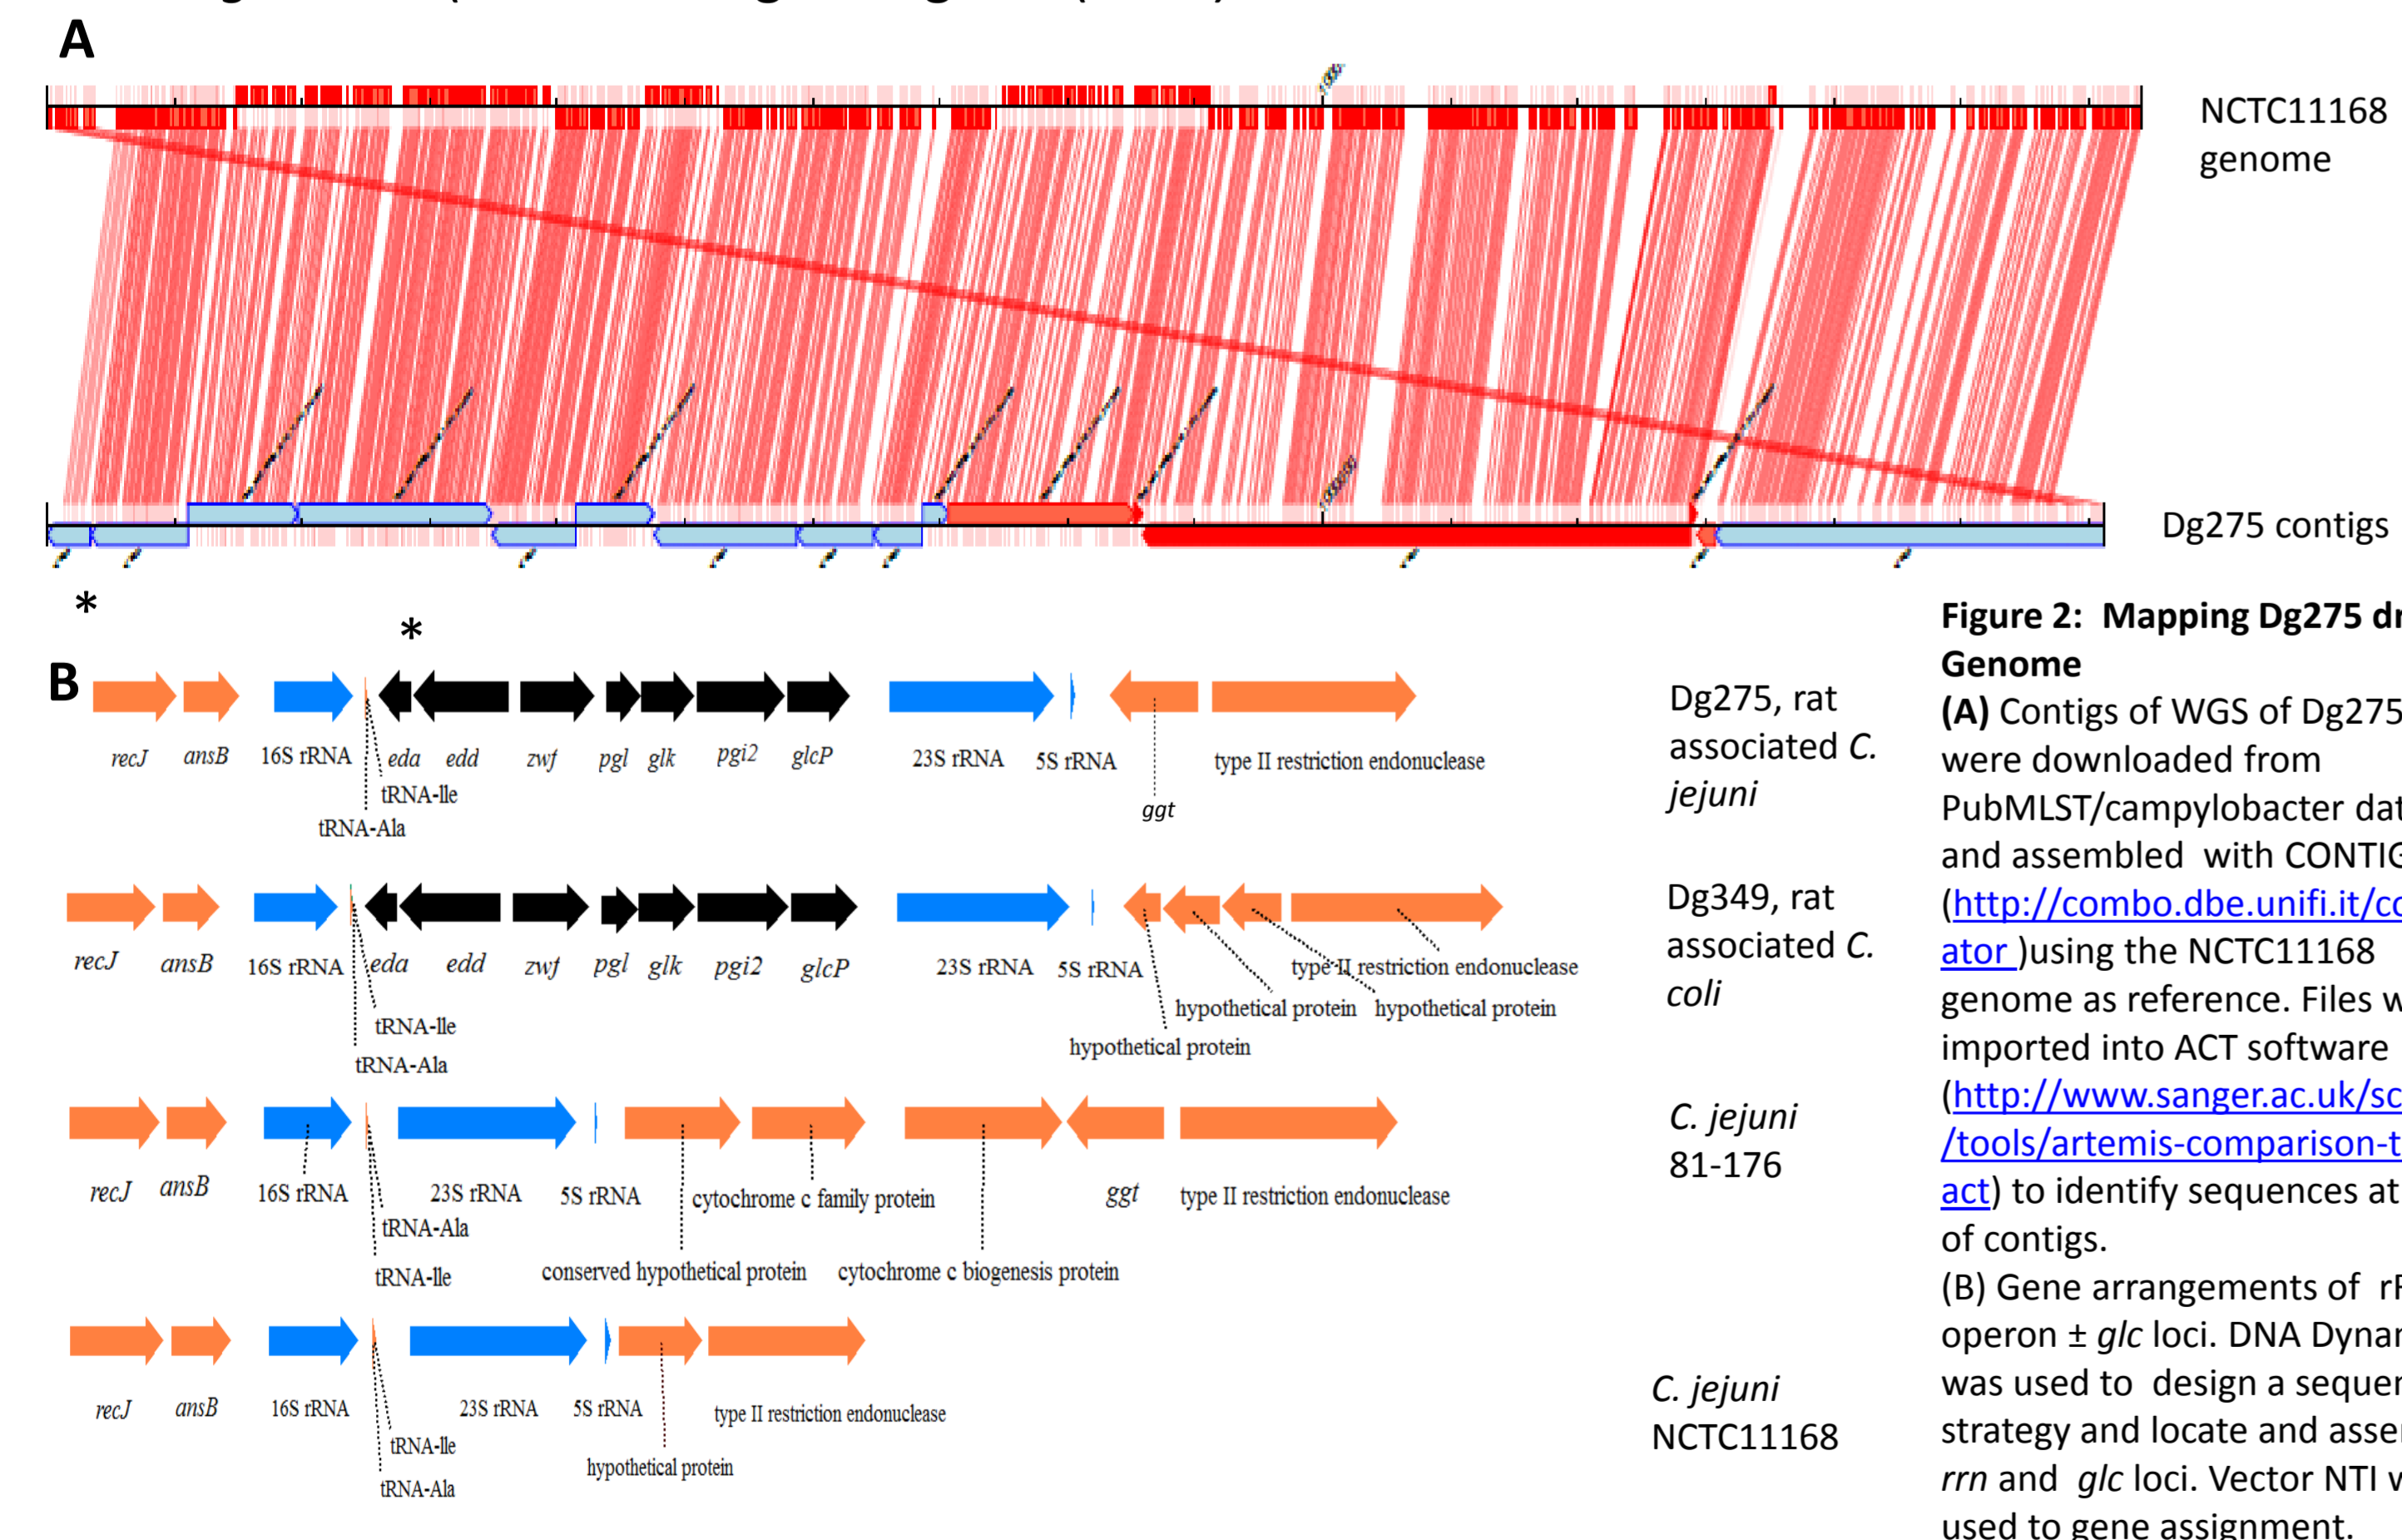 A
NCTC11168
genome
Dg275 contigs
*
*
B
recJ ansB 16S rRNA eda edd zwf pgl glk pgi2 glcP 23S rRNA 5S rRNA type II restriction endonuclease
tRNA-Ile
tRNA-Ala
ggt
Dg275, rat
associated C.
jejuni
recJ ansB 16S rRNA eda edd zwf pgl glk pgi2 glcP 23S rRNA 5S rRNA type II restriction endonuclease
hypothetical protein hypothetical protein
tRNA-Ile
hypothetical protein
tRNA-Ala
Dg349, rat
associated C.
coli
recJ ansB 16S rRNA 23S rRNA 5S rRNA cytochrome c family protein ggt type II restriction endonuclease
tRNA-Ala
tRNA-Ile conserved hypothetical protein cytochrome c biogenesis protein
C. jejuni
81-176
recJ ansB 16S rRNA 23S rRNA 5S rRNA type II restriction endonuclease
tRNA-Ile
hypothetical protein
tRNA-Ala
C. jejuni
NCTC11168
Figure 2: Mapping Dg275
Genome
(A) Contigs of WGS of Dg275
were downloaded from
PubMLST/campylobacter
and assembled with
(http://combo.dbe.unifi.it/
ator )using the NCTC11168
genome as reference. Files
imported into ACT software
(http://www.sanger.ac.uk/
/tools/artemis-comparison-
act) to identify sequences at
of contigs.
(B) Gene arrangements of
operon ± glc loci. DNA
was used to design a
strategy and locate and
rrn and glc loci. Vector NTI
used to gene assignment.